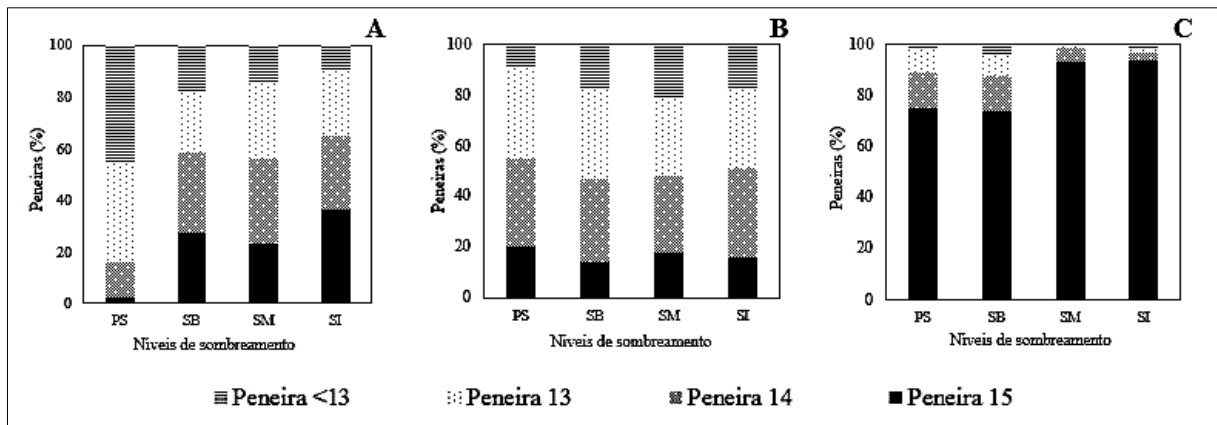 A
100
80
60
40
20
0
Peneiras (%)
PS SB SM SI
Níveis de sombreamento
B
100
80
60
40
20
0
Peneiras (%)
PS SB SM SI
Níveis de sombreamento
C
100
80
60
40
20
0
Peneiras (%)
PS SB SM SI
Níveis de sombreamento
Peneira <13 Peneira 13 Peneira 14 Peneira 15